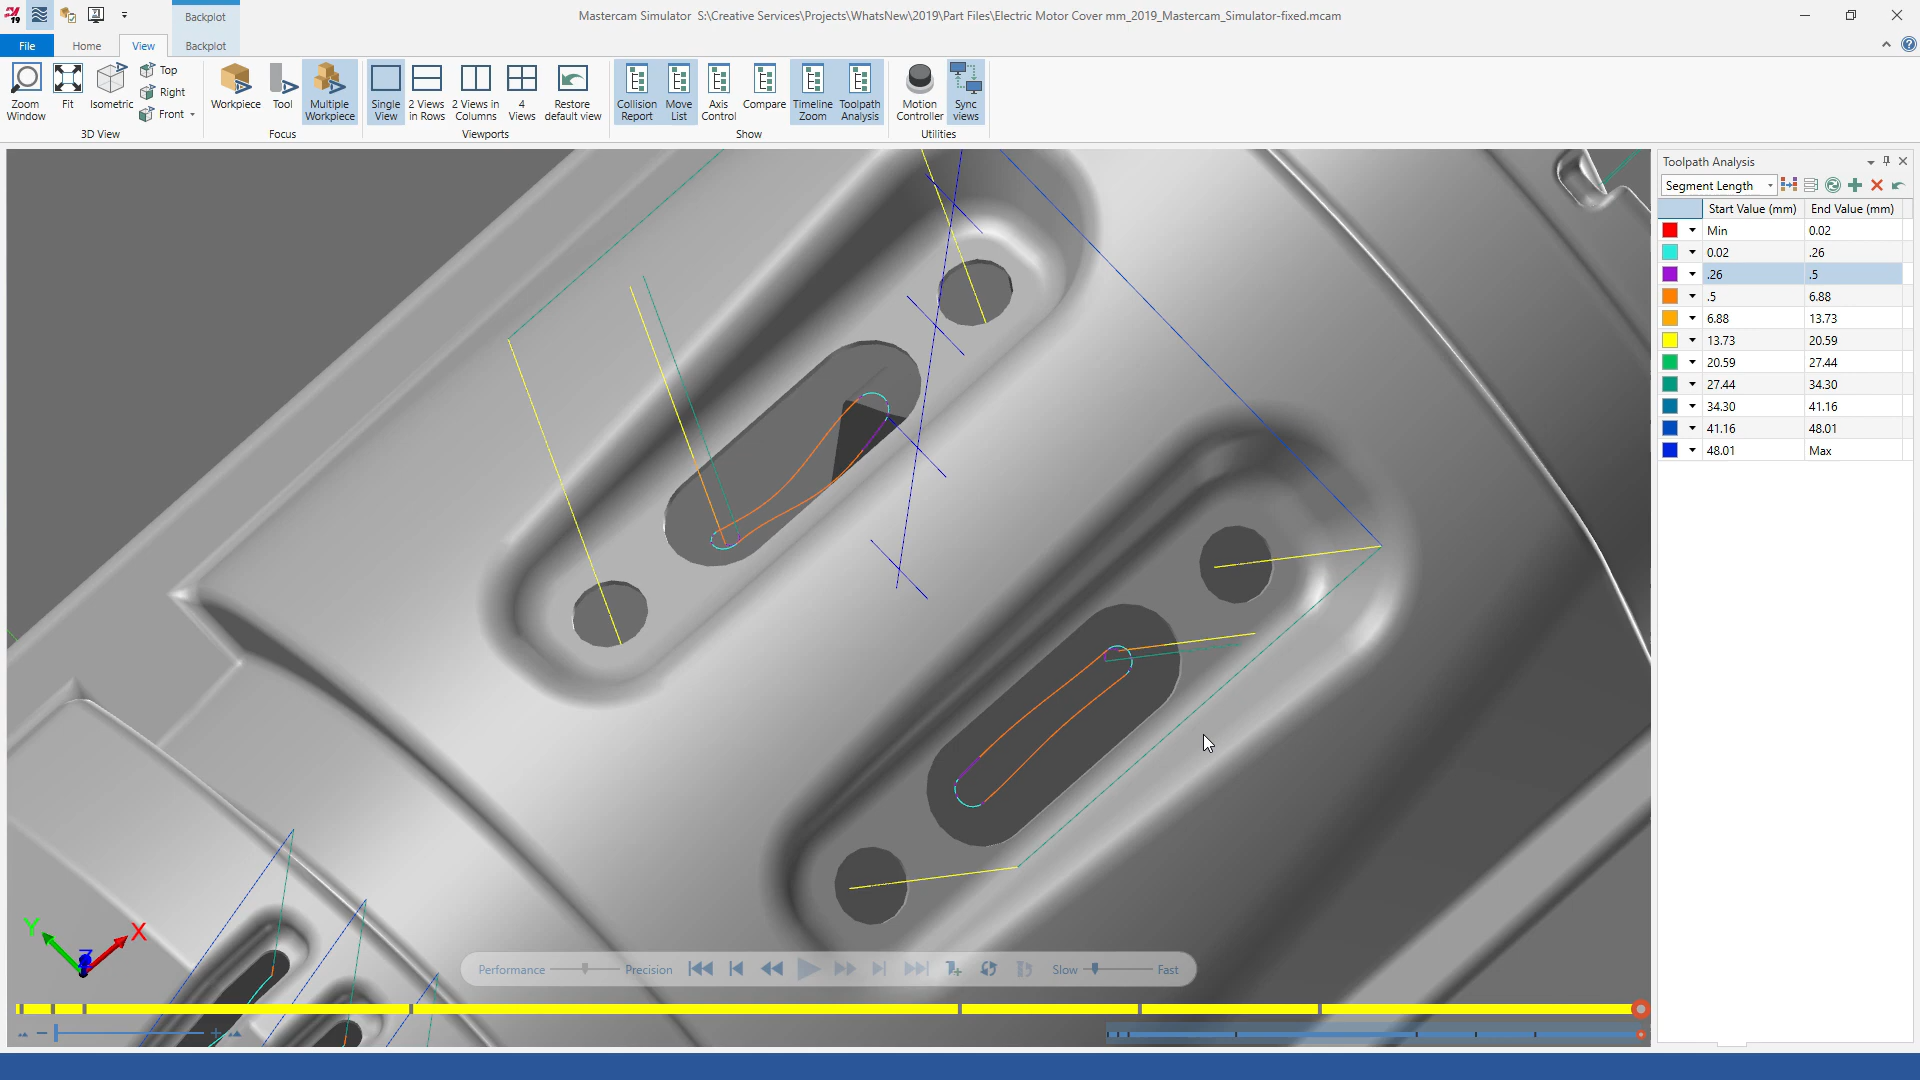 19
Backplot
Mastercam Simulator S:\Creative Services\Projects\WhatsNew\2019\Part Files\Electric Motor Cover mm_2019_Mastercam_Simulator-fixed.mcam
File
Home
View
Backplot
Zoom Window
Fit
Isometric
Top
Right
Front
3D View
Workpiece
Tool
Multiple Workpiece
Focus
Single View
2 Views in Rows
2 Views in Columns
4 Views
Restore default view
Viewports
Collision Report
Move List
Axis Control
Compare
Timeline Zoom
Toolpath Analysis
Show
Motion Controller
Sync views
Utilities
Toolpath Analysis
Segment Length
Start Value (mm) End Value (mm)
Min 0.02
0.02 .26
.26 .5
.5 6.88
6.88 13.73
13.73 20.59
20.59 27.44
27.44 34.30
34.30 41.16
41.16 48.01
48.01 Max
Y
Z
X
Performance
Precision
Slow
Fast